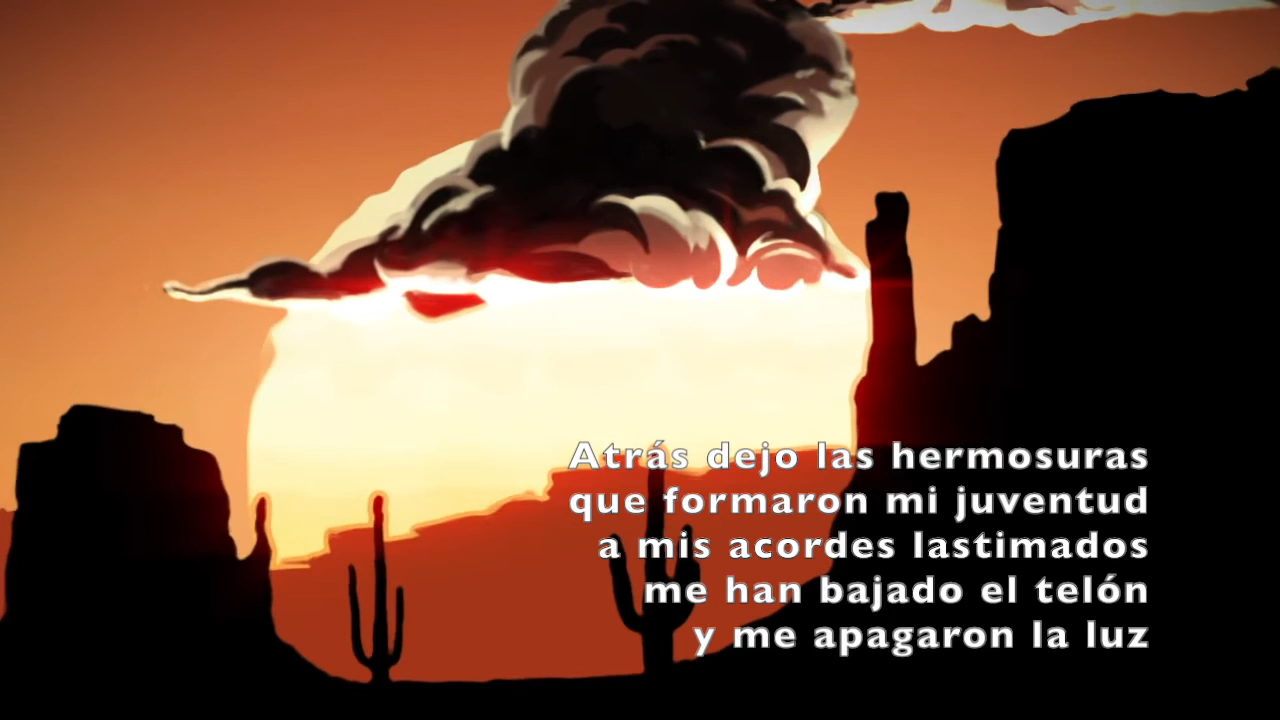 Atrás dejo las hermosuras
que formaron mi juventud
a mis acordes lastimados
me han bajado el telón
y me apagaron la luz